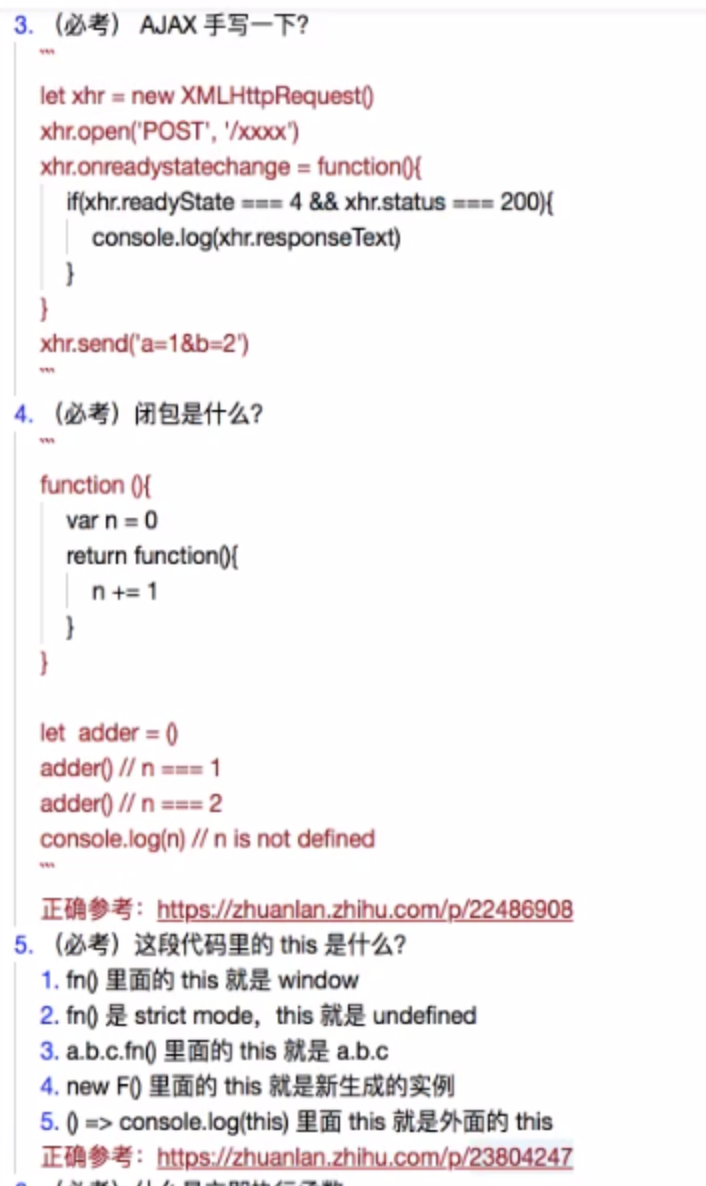 3. （必考） AJAX 手写一下?
```
let xhr = new XMLHttpRequest()
xhr.open('POST', '/xxxx')
xhr.onreadystatechange = function(){
if(xhr.readyState === 4 && xhr.status === 200){
console.log(xhr.responseText)
}
}
xhr.send('a=1&b=2')
```
4. （必考）闭包是什么?
```
function (){
var n = 0
return function(){
n += 1
}
}
let  adder = ()
adder() // n === 1
adder() // n === 2
console.log(n) // n is not defined
```
正确参考：https://zhuanlan.zhihu.com/p/22486908
5. （必考）这段代码里的 this 是什么?
1. fn() 里面的 this 就是 window
2. fn() 是 strict mode，this 就是 undefined
3. a.b.c.fn() 里面的 this 就是 a.b.c
4. new F() 里面的 this 就是新生成的实例
5. () => console.log(this) 里面 this 就是外面的 this
正确参考：https://zhuanlan.zhihu.com/p/23804247